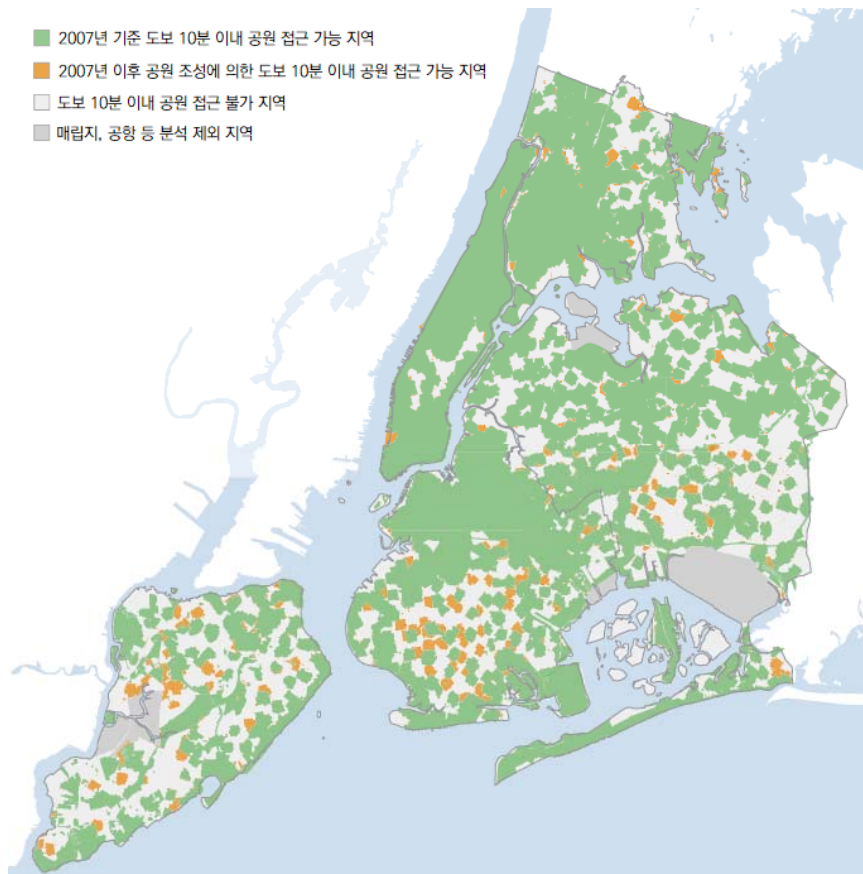 2007년 기준 도보 10분 이내 공원 접근 가능 지역
2007년 이후 공원 조성에 의한 도보 10분 이내 공원 접근 가능 지역
도보 10분 이내 공원 접근 불가 지역
매립지, 공항 등 분석 제외 지역